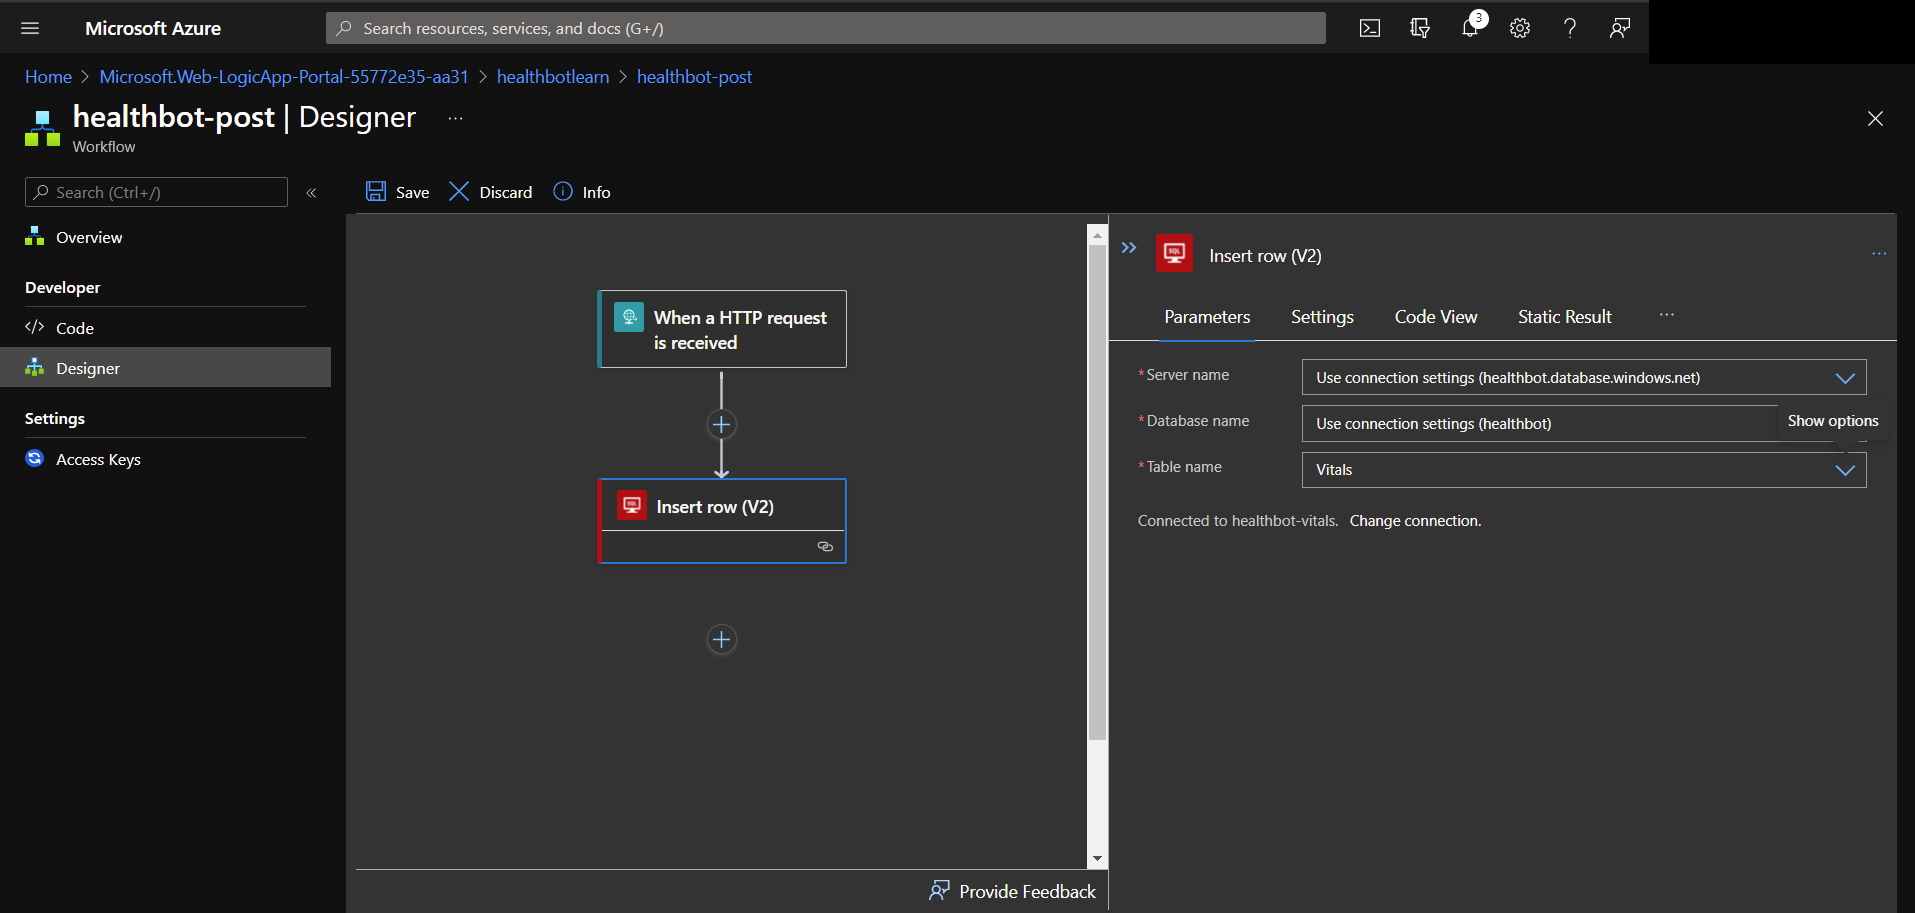 Microsoft Azure
Search resources, services, and docs (G+/)
3
Home > Microsoft.Web-LogicApp-Portal-55772e35-aa31 > healthbotlearn > healthbot-post
healthbot-post | Designer ...
Workflow
Search (Ctrl+/)
«
Overview
Developer
</> Code
Designer
Settings
Access Keys
Save
Discard
Info
When a HTTP request
is received
Insert row (V2)
Provide Feedback
SQL
Insert row (V2)
...
Parameters
Settings
Code View
Static Result
...
*Server name
Use connection settings (healthbot.database.windows.net)
*Database name
Use connection settings (healthbot)
Show options
*Table name
Vitals
Connected to healthbot-vitals. Change connection.